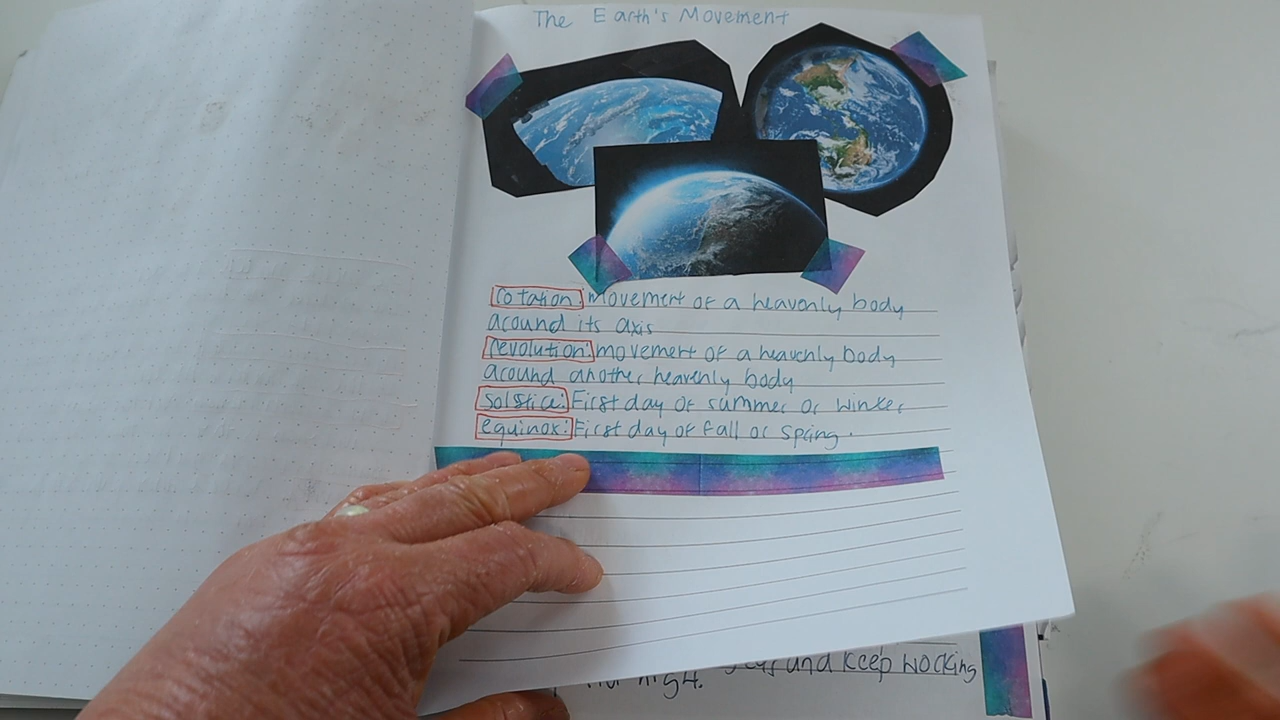 The Earth's Movement
rotation: Movement of a heavenly body
around its axis
revolution: movement of a heavenly body
around another heavenly body
solstice: First day of summer or winter
equinox: First day of fall or spring.
and keep working
high.